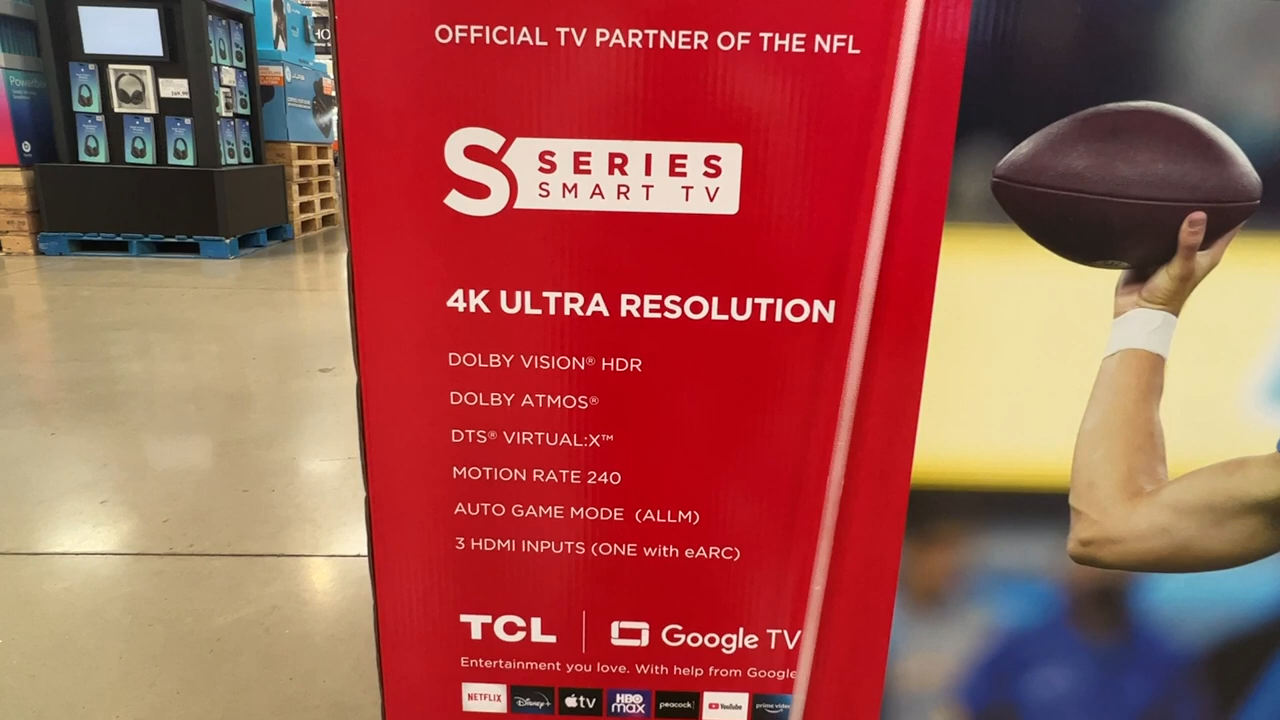 OFFICIAL TV PARTNER OF THE NFL
S SERIES
SMART TV
4K ULTRA RESOLUTION
DOLBY VISION® HDR
DOLBY ATMOS®
DTS® VIRTUAL:X™
MOTION RATE 240
AUTO GAME MODE (ALLM)
3 HDMI INPUTS (ONE with eARC)
TCL Google TV
Entertainment you love. With help from Google
NETFLIX Disney+ tv HBO max peacock YouTube prime video